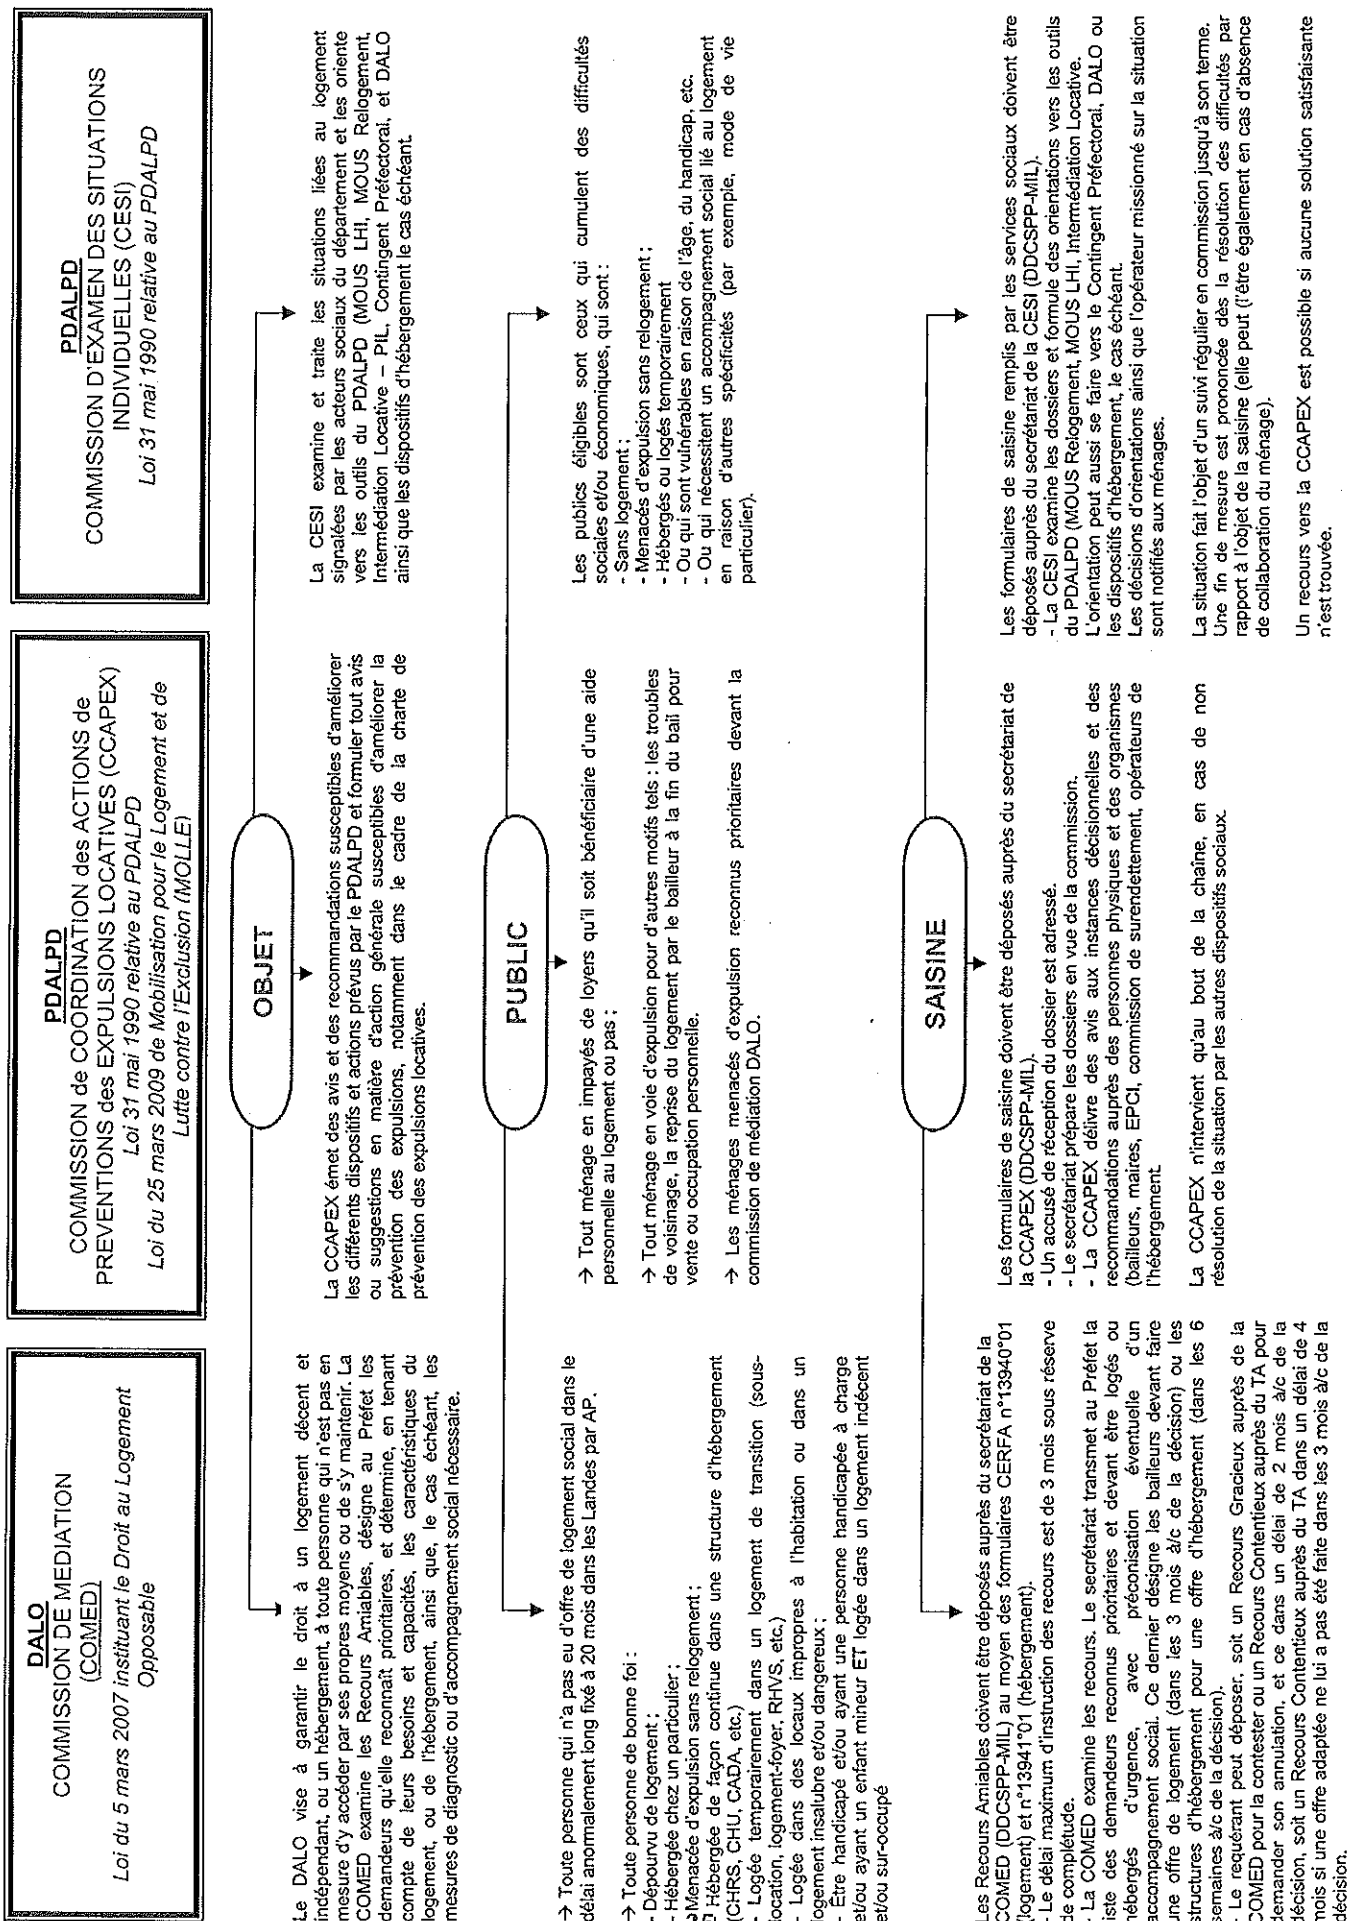 DALO
COMMISSION DE MEDIATION
(COMED)
Loi du 5 mars 2007 instituant le Droit au Logement
Opposable
PDALPD
COMMISSION de COORDINATION des ACTIONS de
PREVENTIONS des EXPULSIONS LOCATIVES (CCAPEX)
Loi 31 mai 1990 relative au PDALPD
Loi du 25 mars 2009 de Mobilisation pour le Logement et de
Lutte contre l'Exclusion (MOLLE)
PDALPD
COMMISSION D'EXAMEN DES SITUATIONS
INDIVIDUELLES (CESI)
Loi 31 mai 1990 relative au PDALPD
OBJET
Le DALO vise à garantir le droit à un logement décent et
indépendant, ou un hébergement, à toute personne qui n'est pas en
mesure d'y accéder par ses propres moyens ou de s'y maintenir. La
COMED examine les Recours Amiables, désigne au Préfet les
demandeurs qu'elle reconnaît prioritaires, et détermine, en tenant
compte de leurs besoins et capacités, les caractéristiques du
logement, ou de l'hébergement, ainsi que, le cas échéant, les
mesures de diagnostic ou d'accompagnement social nécessaire.
La CCAPEX émet des avis et des recommandations susceptibles d'améliorer
les différents dispositifs et actions prévus par le PDALPD et formuler tout avis
ou suggestions en matière d'action générale susceptibles d'améliorer la
prévention des expulsions, notamment dans le cadre de la charte de
prévention des expulsions locatives.
La CESI examine et traite les situations liées au logement
signalées par les acteurs sociaux du département et les oriente
vers les outils du PDALPD (MOUS LHI, MOUS Relogement,
Intermédiation Locative – PIL, Contingent Préfectoral, et DALO
ainsi que les dispositifs d'hébergement le cas échéant.
PUBLIC
→ Toute personne qui n'a pas eu d'offre de logement social dans le
délai anormalement long fixé à 20 mois dans les Landes par AP.
→ Toute personne de bonne foi :
- Dépourvu de logement ;
- Hébergée chez un particulier ;
Menacée d'expulsion sans relogement ;
Hébergée de façon continue dans une structure d'hébergement
(CHRS, CHU, CADA, etc.)
- Logée temporairement dans un logement de transition (sous-
location, logement-foyer, RHVS, etc,)
- Logée dans des locaux impropres à l'habitation ou dans un
logement insalubre et/ou dangereux ;
- Être handicapé et/ou ayant une personne handicapée à charge
et/ou ayant un enfant mineur ET logée dans un logement indécent
et/ou sur-occupé
→ Tout ménage en impayés de loyers qu'il soit bénéficiaire d'une aide
personnelle au logement ou pas ;
→ Tout ménage en voie d'expulsion pour d'autres motifs tels : les troubles
de voisinage, la reprise du logement par le bailleur à la fin du bail pour
vente ou occupation personnelle.
→ Les ménages menacés d'expulsion reconnus prioritaires devant la
commission de médiation DALO.
Les publics éligibles sont ceux qui cumulent des difficultés
sociales et/ou économiques, qui sont :
- Sans logement ;
- Menacés d'expulsion sans relogement ;
- Hébergés ou logés temporairement
- Ou qui sont vulnérables en raison de l'âge, du handicap, etc.
- Ou qui nécessitent un accompagnement social lié au logement
en raison d'autres spécificités (par exemple, mode de vie
particulier).
SAISINE
Les Recours Amiables doivent être déposés auprès du secrétariat de la
COMED (DDCSPP-MIL) au moyen des formulaires CERFA n°13940*01
(logement) et n°13941*01 (hébergement).
- Le délai maximum d'instruction des recours est de 3 mois sous réserve
de complétude.
- La COMED examine les recours. Le secrétariat transmet au Préfet la
liste des demandeurs reconnus prioritaires et devant être logés ou
hébergés d'urgence, avec préconisation éventuelle d'un
accompagnement social. Ce dernier désigne les bailleurs devant faire
une offre de logement (dans les 3 mois à/c de la décision) ou les
structures d'hébergement pour une offre d'hébergement (dans les 6
semaines à/c de la décision).
- Le requérant peut déposer, soit un Recours Gracieux auprès de la
COMED pour la contester ou un Recours Contentieux auprès du TA pour
demander son annulation, et ce dans un délai de 2 mois à/c de la
décision, soit un Recours Contentieux auprès du TA dans un délai de 4
mois si une offre adaptée ne lui a pas été faite dans les 3 mois à/c de la
décision.
Les formulaires de saisine doivent être déposés auprès du secrétariat de
la CCAPEX (DDCSPP-MIL).
- Un accusé de réception du dossier est adressé.
- Le secrétariat prépare les dossiers en vue de la commission.
- La CCAPEX délivre des avis aux instances décisionnelles et des
recommandations auprès des personnes physiques et des organismes
(bailleurs, maires, EPCI, commission de surendettement, opérateurs de
l'hébergement.
La CCAPEX n'intervient qu'au bout de la chaîne, en cas de non
résolution de la situation par les autres dispositifs sociaux.
Les formulaires de saisine remplis par les services sociaux doivent être
déposés auprès du secrétariat de la CESI (DDCSPP-MIL).
- La CESI examine les dossiers et formule des orientations vers les outils
du PDALPD (MOUS Relogement, MOUS LHI, Intermédiation Locative.
L'orientation peut aussi se faire vers le Contingent Préfectoral, DALO ou
les dispositifs d'hébergement, le cas échéant.
Les décisions d'orientations ainsi que l'opérateur missionné sur la situation
sont notifiés aux ménages.
La situation fait l'objet d'un suivi régulier en commission jusqu'à son terme.
Une fin de mesure est prononcée dès la résolution des difficultés par
rapport à l'objet de la saisine (elle peut (l'être également en cas d'absence
de collaboration du ménage).
Un recours vers la CCAPEX est possible si aucune solution satisfaisante
n'est trouvée.